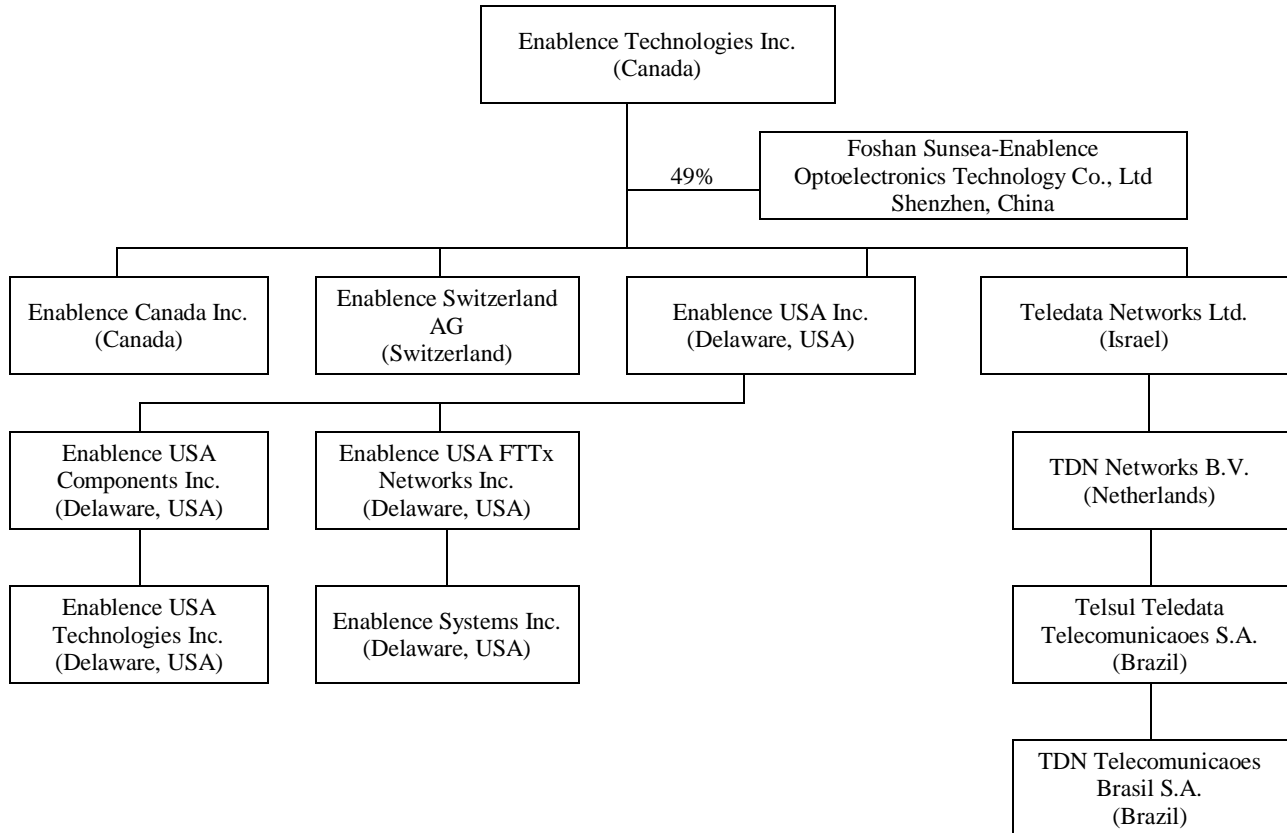 Enablence Technologies Inc.
(Canada)
49%
Foshan Sunsea-Enablence
Optoelectronics Technology Co., Ltd
Shenzhen, China
Enablence Canada Inc.
(Canada)
Enablence Switzerland
AG
(Switzerland)
Enablence USA Inc.
(Delaware, USA)
Teledata Networks Ltd.
(Israel)
Enablence USA
Components Inc.
(Delaware, USA)
Enablence USA FTTx
Networks Inc.
(Delaware, USA)
TDN Networks B.V.
(Netherlands)
Enablence USA
Technologies Inc.
(Delaware, USA)
Enablence Systems Inc.
(Delaware, USA)
Telsul Teledata
Telecomunicaoes S.A.
(Brazil)
TDN Telecomunicaoes
Brasil S.A.
(Brazil)